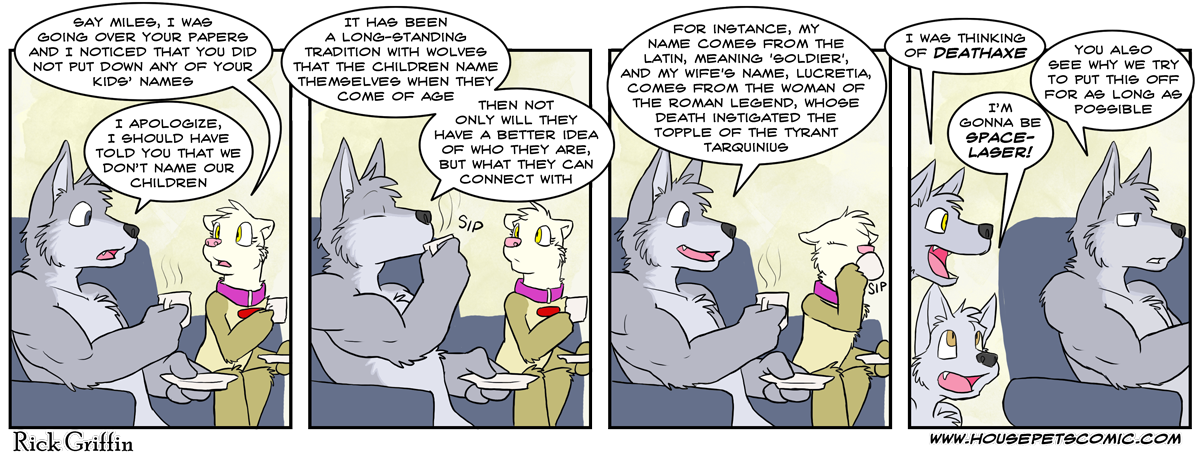 SAY MILES, I WAS
GOING OVER YOUR PAPERS
AND I NOTICED THAT YOU DID
NOT PUT DOWN ANY OF YOUR
KIDS' NAMES
I APOLOGIZE,
I SHOULD HAVE
TOLD YOU THAT WE
DON'T NAME OUR
CHILDREN
IT HAS BEEN
A LONG-STANDING
TRADITION WITH WOLVES
THAT THE CHILDREN NAME
THEMSELVES WHEN THEY
COME OF AGE
THEN NOT
ONLY WILL THEY
HAVE A BETTER IDEA
OF WHO THEY ARE,
BUT WHAT THEY CAN
CONNECT WITH
SIP
FOR INSTANCE, MY
NAME COMES FROM THE
LATIN, MEANING 'SOLDIER',
AND MY WIFE'S NAME, LUCRETIA,
COMES FROM THE WOMAN OF
THE ROMAN LEGEND, WHOSE
DEATH INSTIGATED THE
TOPPLE OF THE TYRANT
TARQUINIUS
SIP
I WAS THINKING
OF DEATHAXE
I'M
GONNA BE
SPACE-
LASER!
YOU ALSO
SEE WHY WE TRY
TO PUT THIS OFF
FOR AS LONG AS
POSSIBLE
Rick Griffin
WWW.HOUSEPETSCOMIC.COM